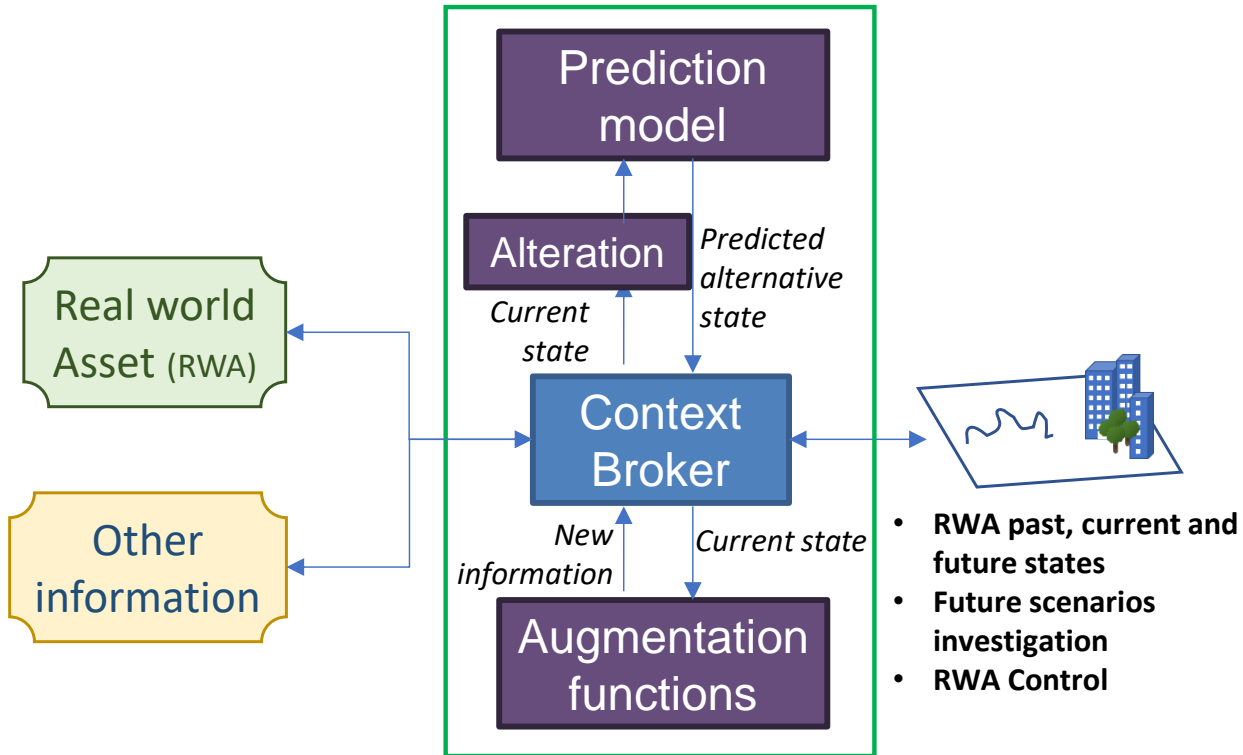 Prediction
model
Alteration
Predicted
alternative
state
Current
state
Real world
Asset (RWA)
Context
Broker
Other
information
New
information
Current state
Augmentation
functions
• RWA past, current and
future states
• Future scenarios
investigation
• RWA Control